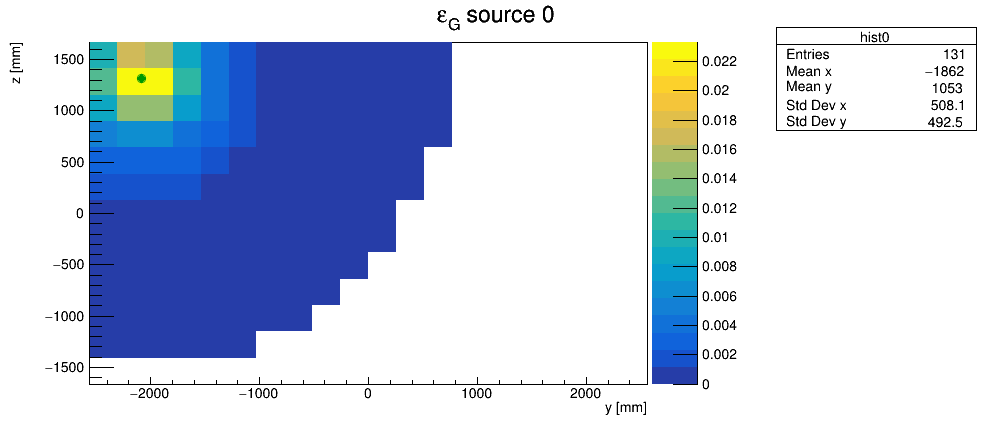 ε_G source 0
z [mm]
1500
1000
500
0
−500
−1000
−1500
−2000 −1000 0 1000 2000
y [mm]
0.022
0.02
0.018
0.016
0.014
0.012
0.01
0.008
0.006
0.004
0.002
0
hist0
Entries 131
Mean x −1862
Mean y 1053
Std Dev x 508.1
Std Dev y 492.5